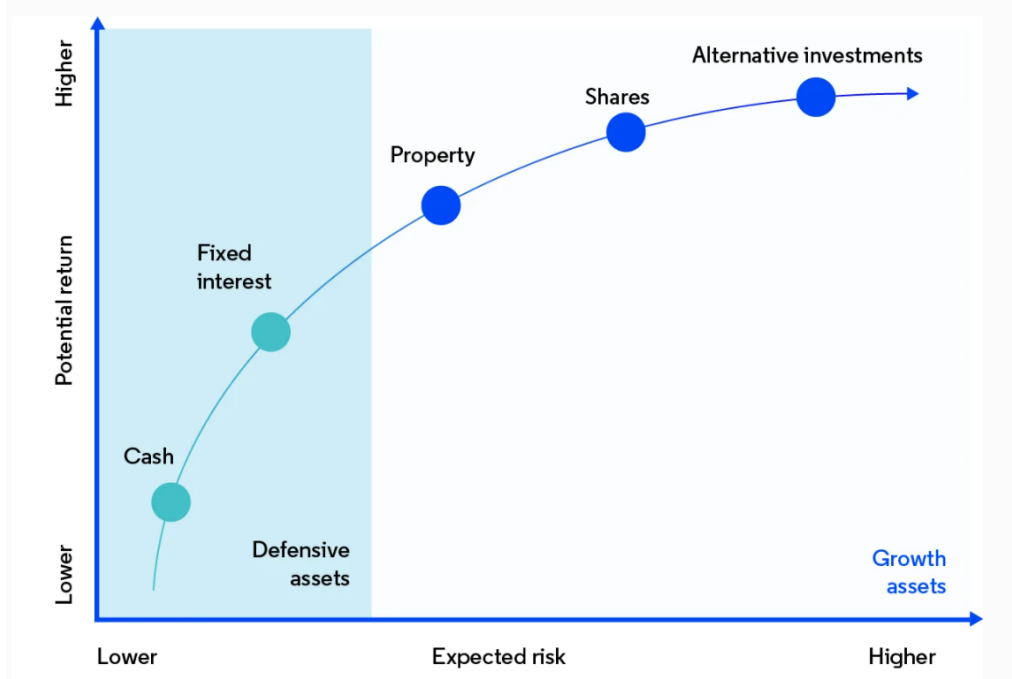 Higher
Potential return
Lower
Alternative investments
Shares
Property
Fixed
interest
Cash
Defensive
assets
Growth
assets
Lower
Expected risk
Higher